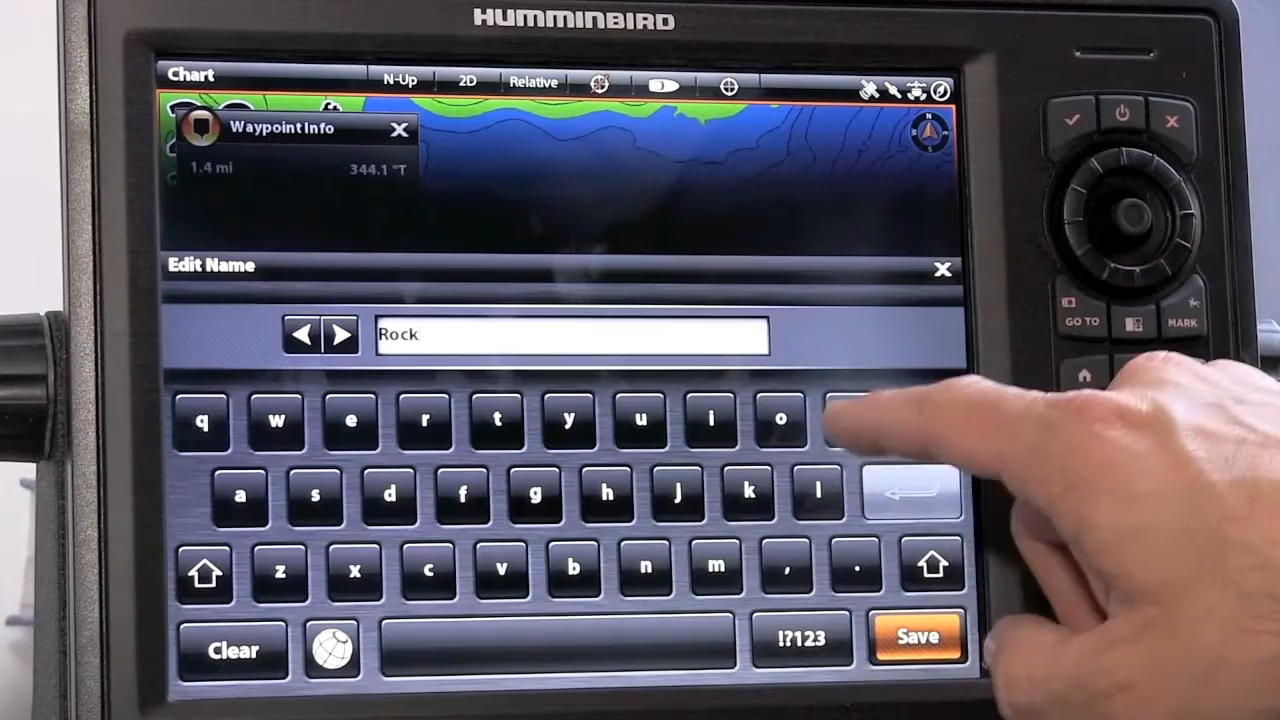 HUMMINBIRD
Chart N-Up 2D Relative
Waypoint Info
1.4 mi 344.1 °T
Edit Name
Rock
q w e r t y u i o
a s d f g h j k l
z x c v b n m , .
Clear !?123 Save
GO TO MARK